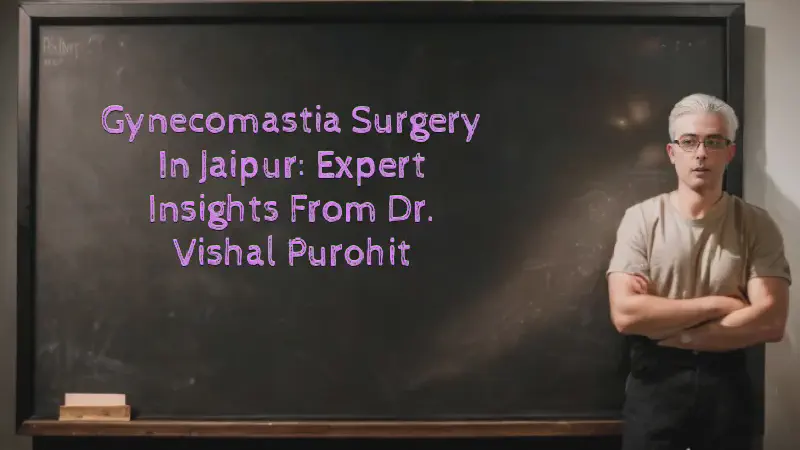 Gynecomastia Surgery
In Jaipur: Expert
Insights From Dr.
Vishal Purohit